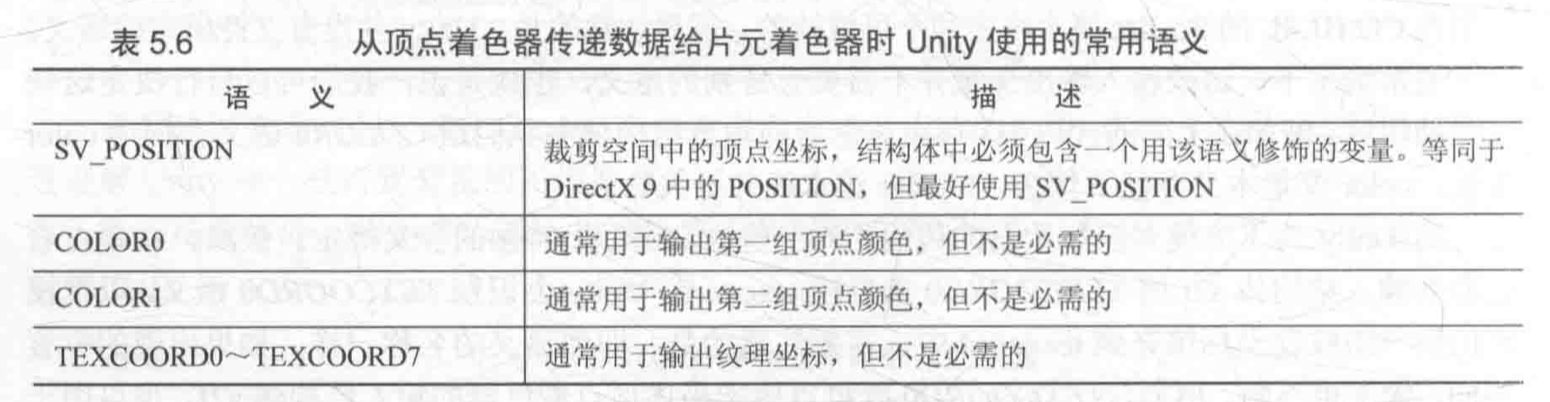 表 5.6 从顶点着色器传递数据给片元着色器时 Unity 使用的常用语义
语 义 描 述
SV_POSITION 裁剪空间中的顶点坐标，结构体中必须包含一个用该语义修饰的变量。等同于
DirectX 9 中的 POSITION，但最好使用 SV_POSITION
COLOR0 通常用于输出第一组顶点颜色，但不是必需的
COLOR1 通常用于输出第二组顶点颜色，但不是必需的
TEXCOORD0～TEXCOORD7 通常用于输出纹理坐标，但不是必需的